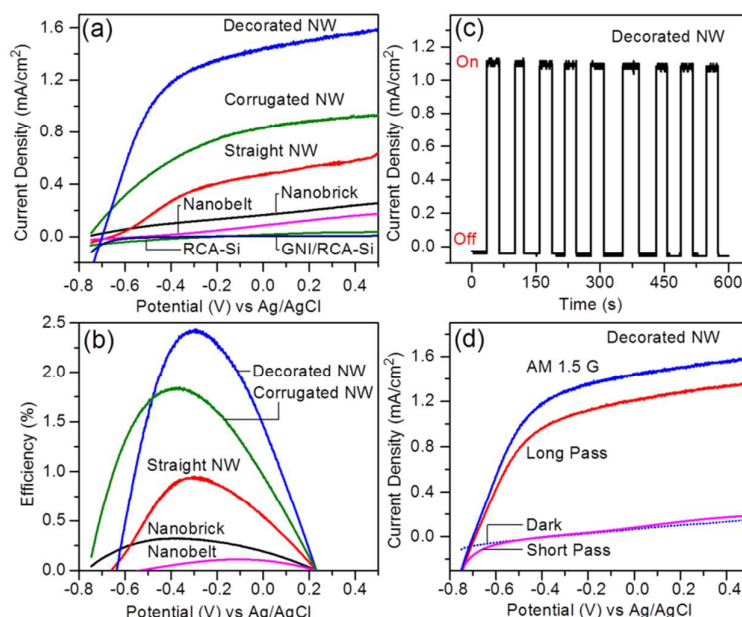 (a)
Decorated NW
Corrugated NW
Straight NW
Nanobelt
Nanobrick
RCA-Si
GNI/RCA-Si
Current Density (mA/cm²)
1.6
1.2
0.8
0.4
0.0
-0.8 -0.6 -0.4 -0.2 0.0 0.2 0.4
Potential (V) vs Ag/AgCl
(c)
Decorated NW
On
Off
Current Density (mA/cm²)
1.2
1.0
0.8
0.6
0.4
0.2
0.0
0 150 300 450 600
Time (s)
(b)
Decorated NW
Corrugated NW
Straight NW
Nanobrick
Nanobelt
Efficiency (%)
2.5
2.0
1.5
1.0
0.5
0.0
-0.8 -0.6 -0.4 -0.2 0.0 0.2 0.4
Potential (V) vs Ag/AgCl
(d)
Decorated NW
AM 1.5 G
Long Pass
Dark
Short Pass
Current Density (mA/cm²)
1.6
1.2
0.8
0.4
0.0
-0.8 -0.6 -0.4 -0.2 0.0 0.2 0.4
Potential (V) vs Ag/AgCl